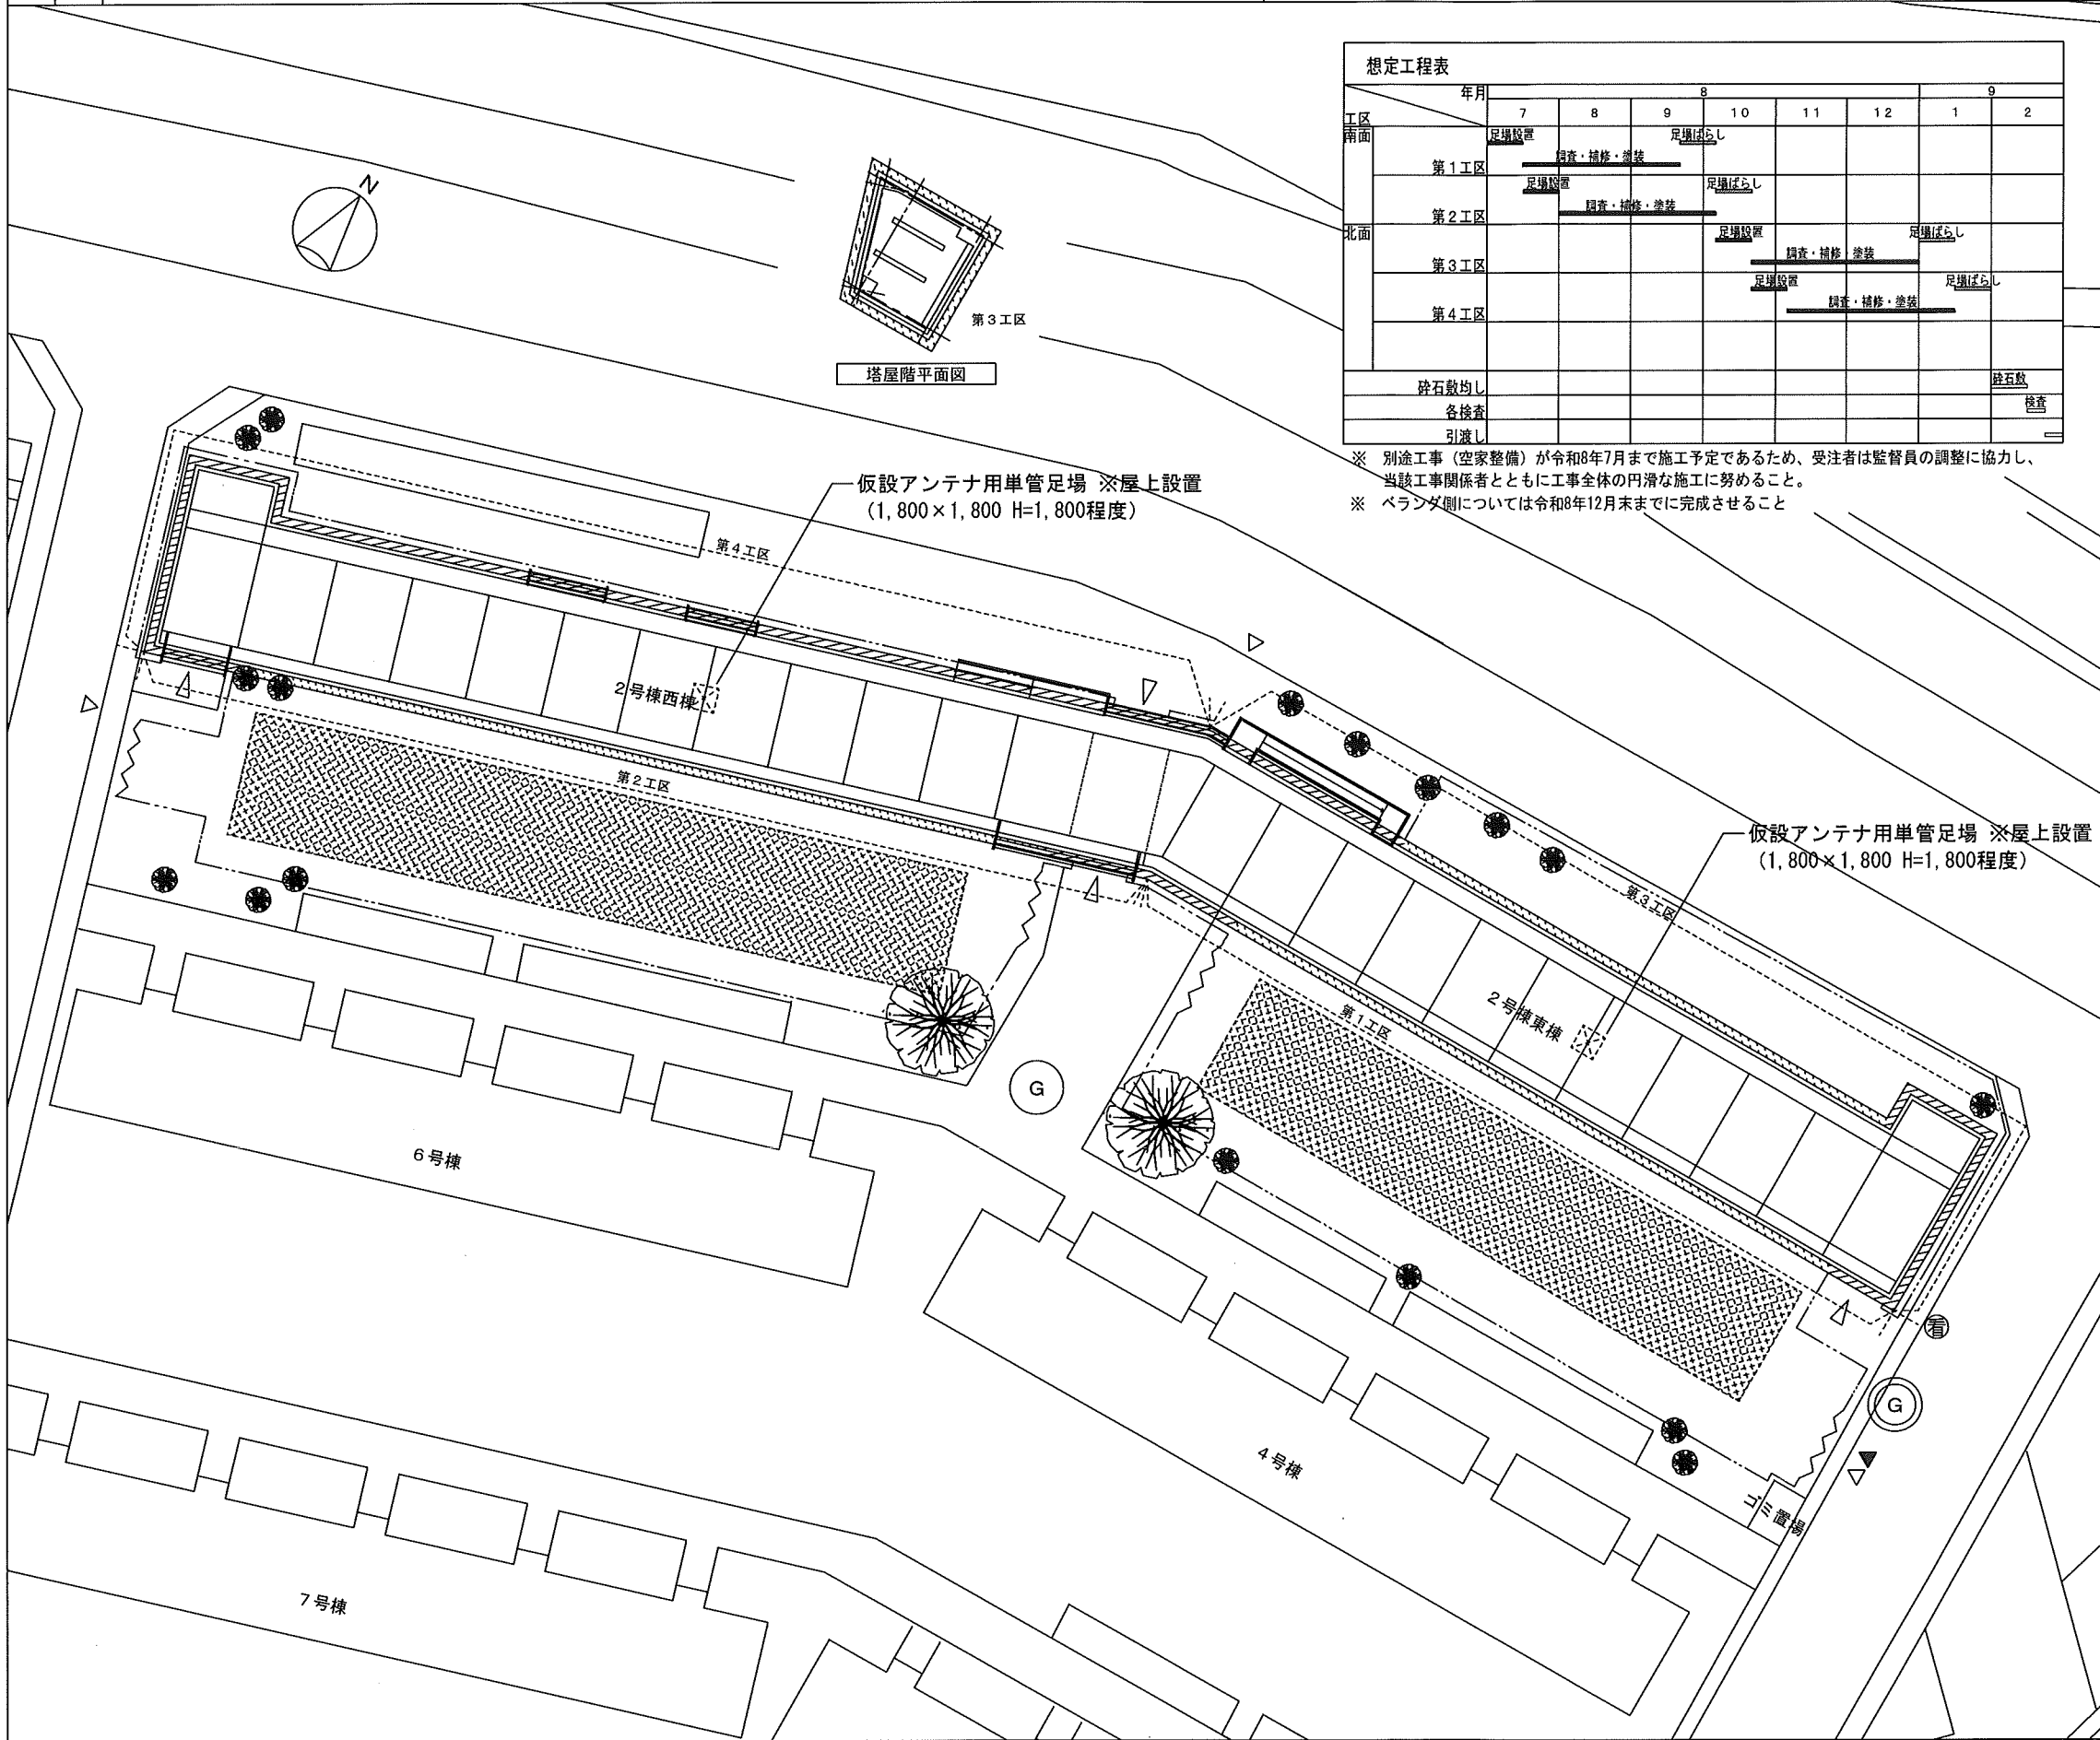 想定工程表
年月 8 9
工区 7 8 9 10 11 12 1 2
南面 足場設置 足場ばらし
第1工区 調査・補修・塗装
足場設置 足場ばらし
第2工区 調査・補修・塗装
北面 足場設置 足場ばらし
第3工区 調査・補修・塗装
足場設置 足場ばらし
第4工区 調査・補修・塗装
砕石敷均し 砕石敷
各検査 検査
引渡し
※ 別途工事（空家整備）が令和8年7月まで施工予定であるため、受注者は監督員の調整に協力し、
当該工事関係者とともに工事全体の円滑な施工に努めること。
※ ベランダ側については令和8年12月末までに完成させること
N
第3工区
塔屋階平面図
仮設アンテナ用単管足場 ※屋上設置
（1,800×1,800 H=1,800程度）
第4工区
2号棟西棟
第2工区
仮設アンテナ用単管足場 ※屋上設置
（1,800×1,800 H=1,800程度）
第3工区
2号棟東棟
第1工区
G
6号棟
看
G
4号棟
ゴミ置場
7号棟